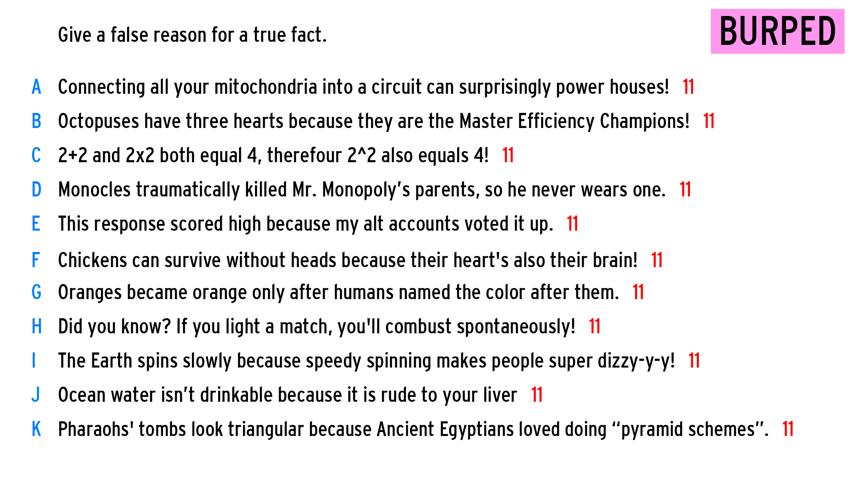 Give a false reason for a true fact.
BURPED
A Connecting all your mitochondria into a circuit can surprisingly power houses! 11
B Octopuses have three hearts because they are the Master Efficiency Champions! 11
C 2+2 and 2x2 both equal 4, therefour 2^2 also equals 4! 11
D Monocles traumatically killed Mr. Monopoly's parents, so he never wears one. 11
E This response scored high because my alt accounts voted it up. 11
F Chickens can survive without heads because their heart's also their brain! 11
G Oranges became orange only after humans named the color after them. 11
H Did you know? If you light a match, you'll combust spontaneously! 11
I The Earth spins slowly because speedy spinning makes people super dizzy-y-y! 11
J Ocean water isn't drinkable because it is rude to your liver 11
K Pharaohs' tombs look triangular because Ancient Egyptians loved doing “pyramid schemes”. 11